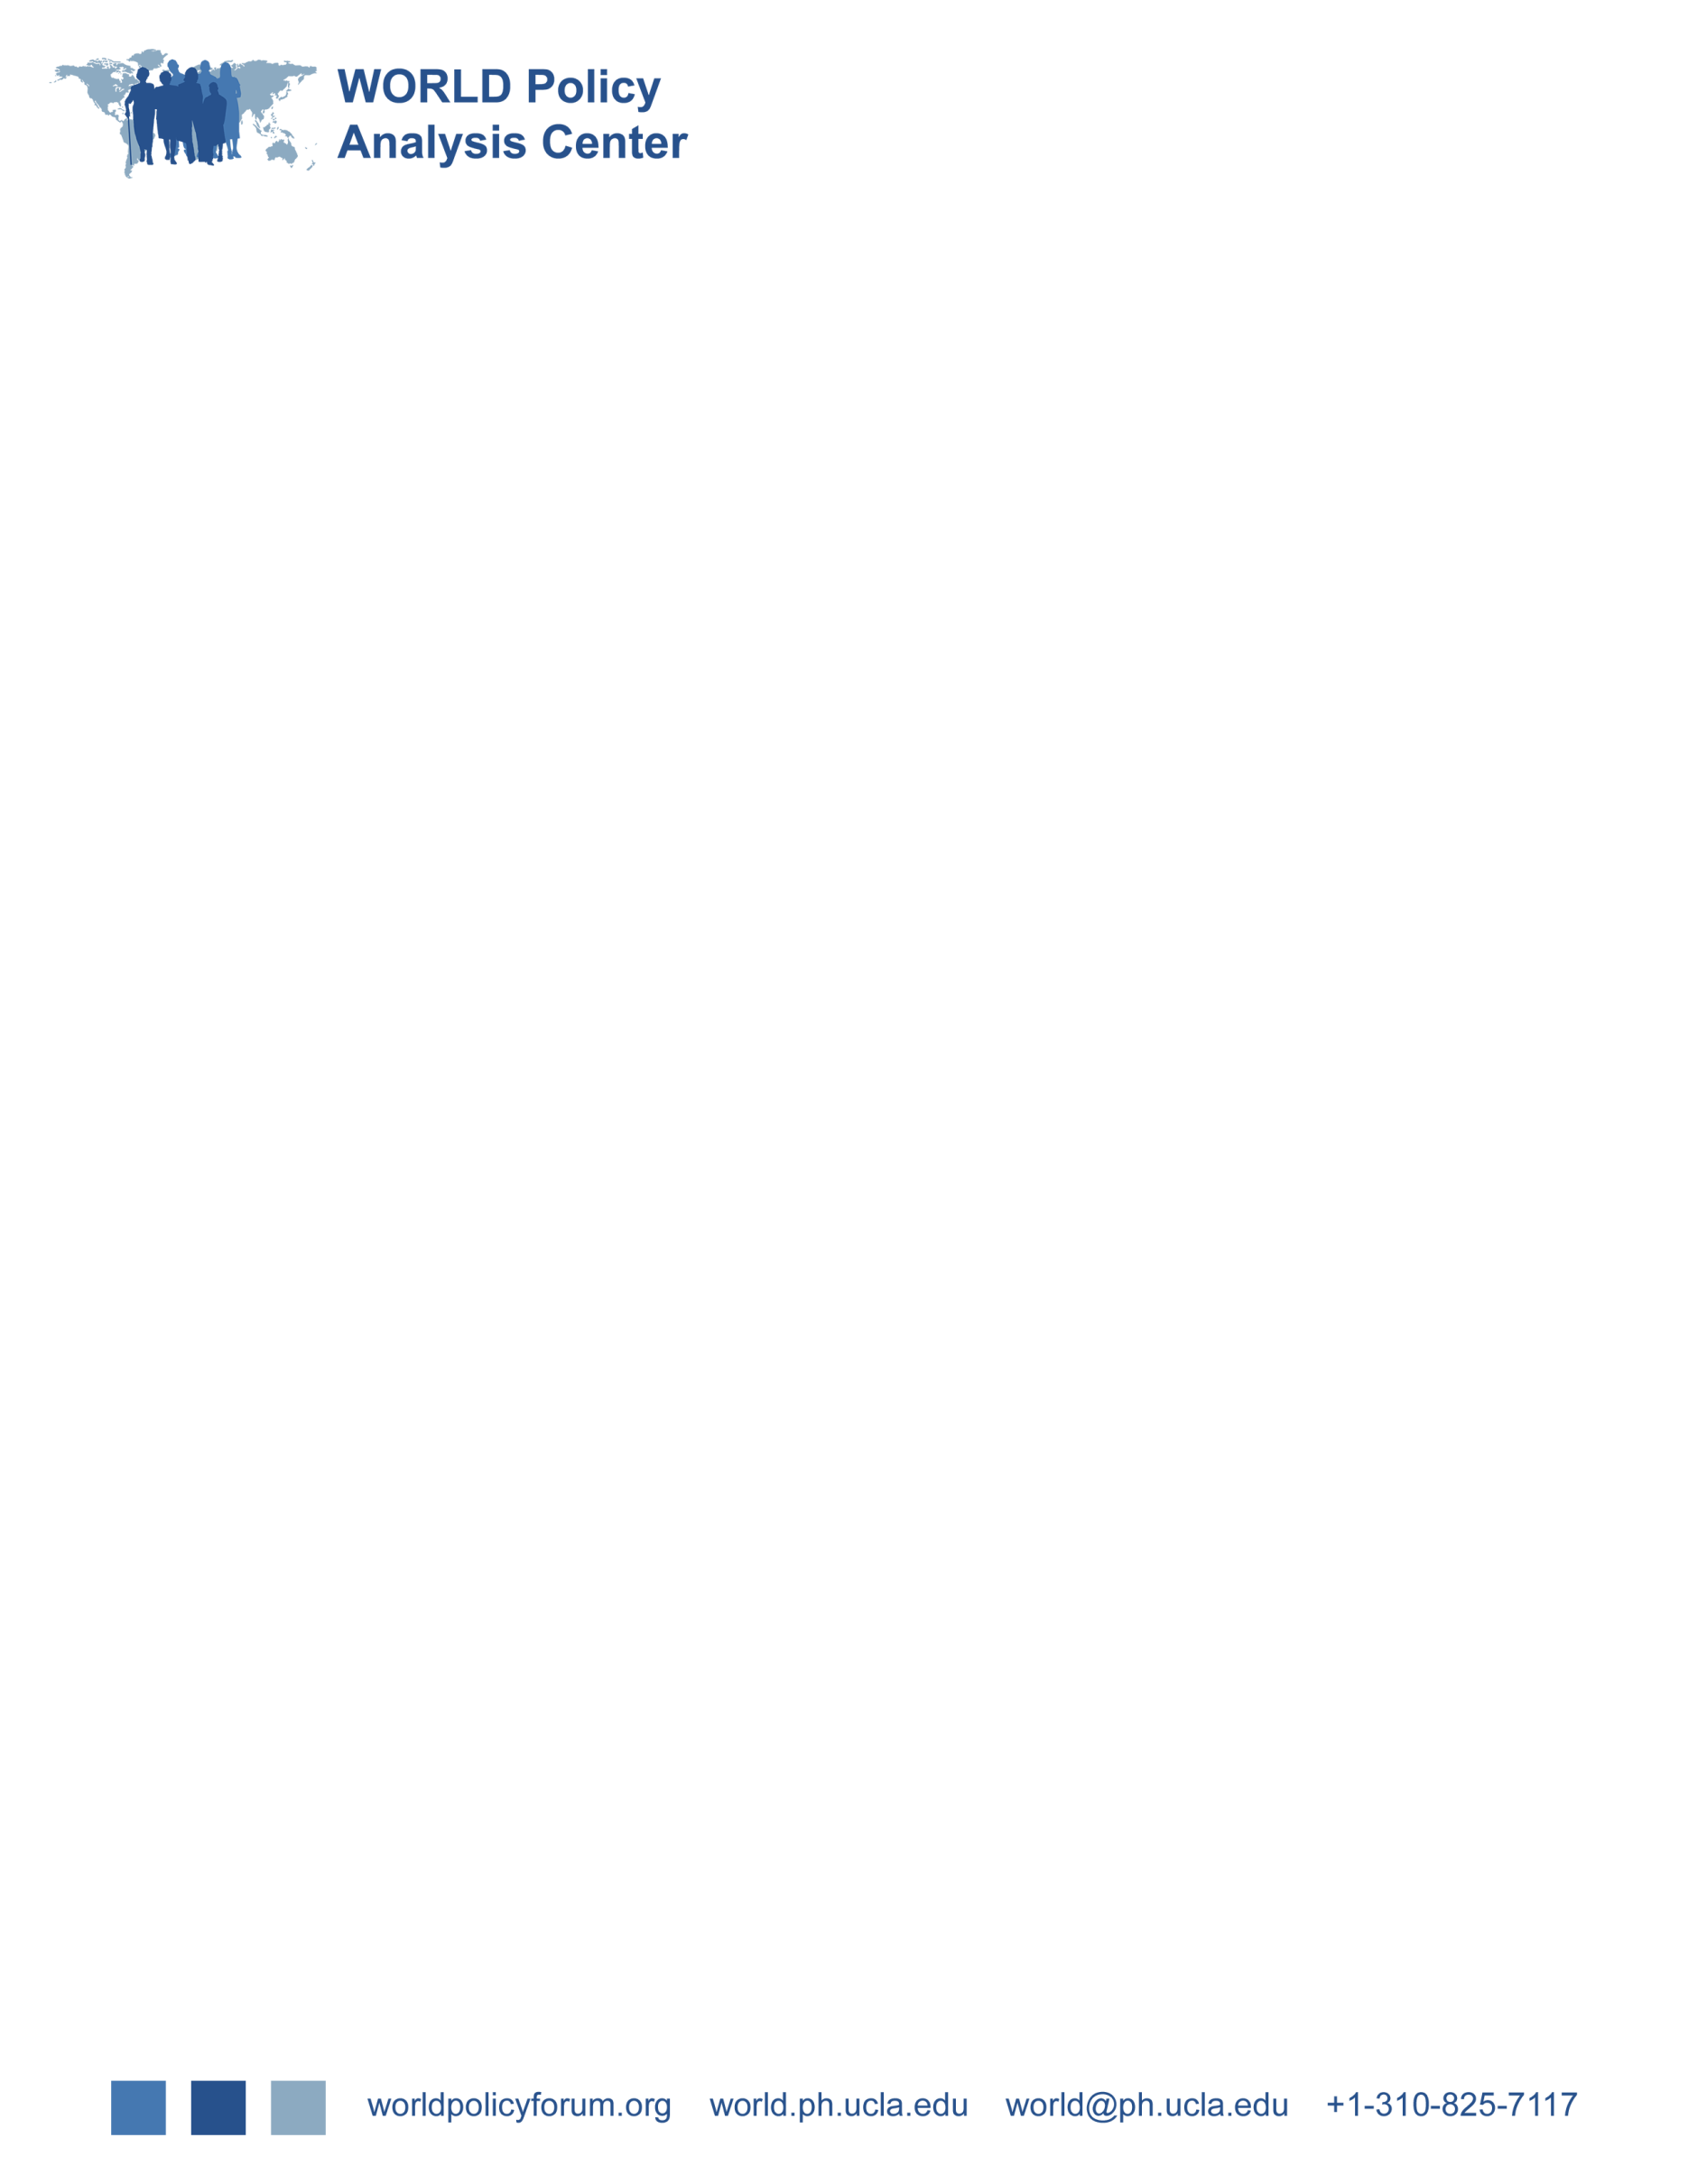 WORLD Policy
Analysis Center
worldpolicyforum.org world.ph.ucla.edu world@ph.ucla.edu +1-310-825-7117